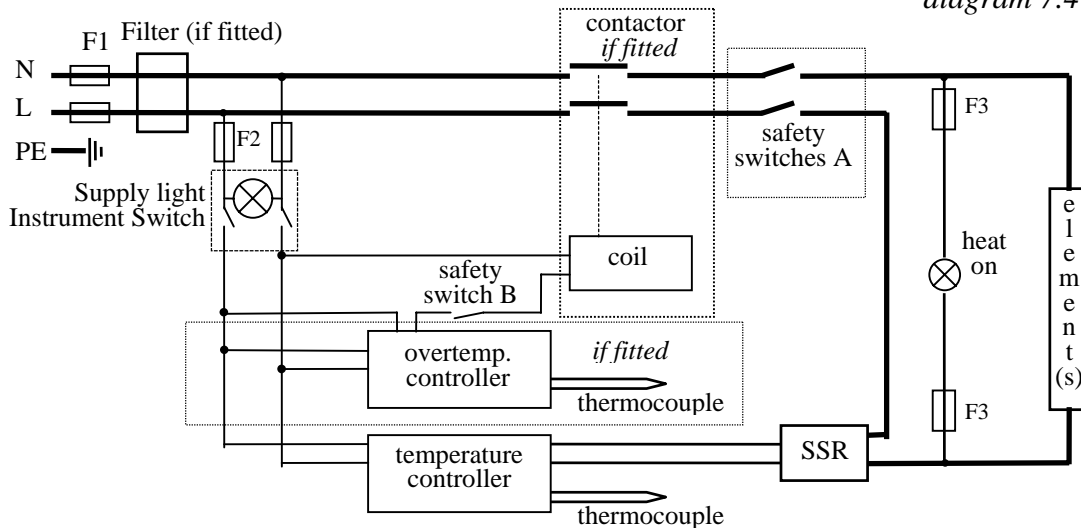 diagram 7.4
F1
Filter (if fitted)
contactor
if fitted
N
L
PE
F2
safety
switches A
F3
Supply light
Instrument Switch
coil
heat
on
element(s)
safety
switch B
overtemp.
controller
if fitted
thermocouple
F3
temperature
controller
SSR
thermocouple